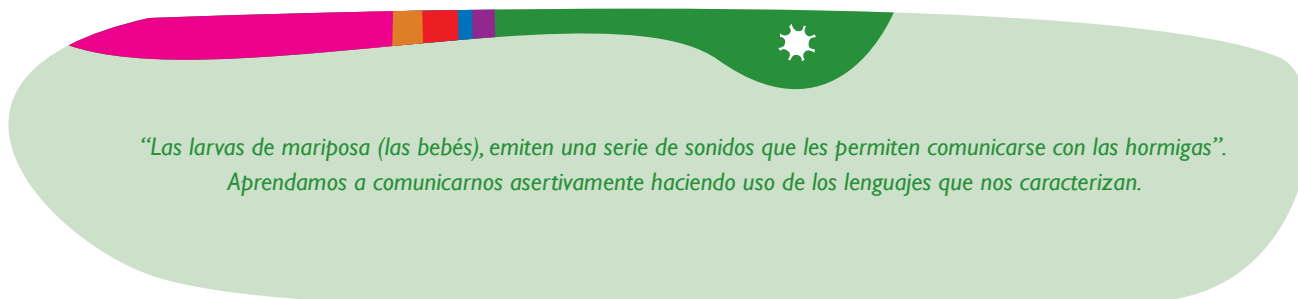 “Las larvas de mariposa (las bebés), emiten una serie de sonidos que les permiten comunicarse con las hormigas”.
Aprendamos a comunicarnos asertivamente haciendo uso de los lenguajes que nos caracterizan.